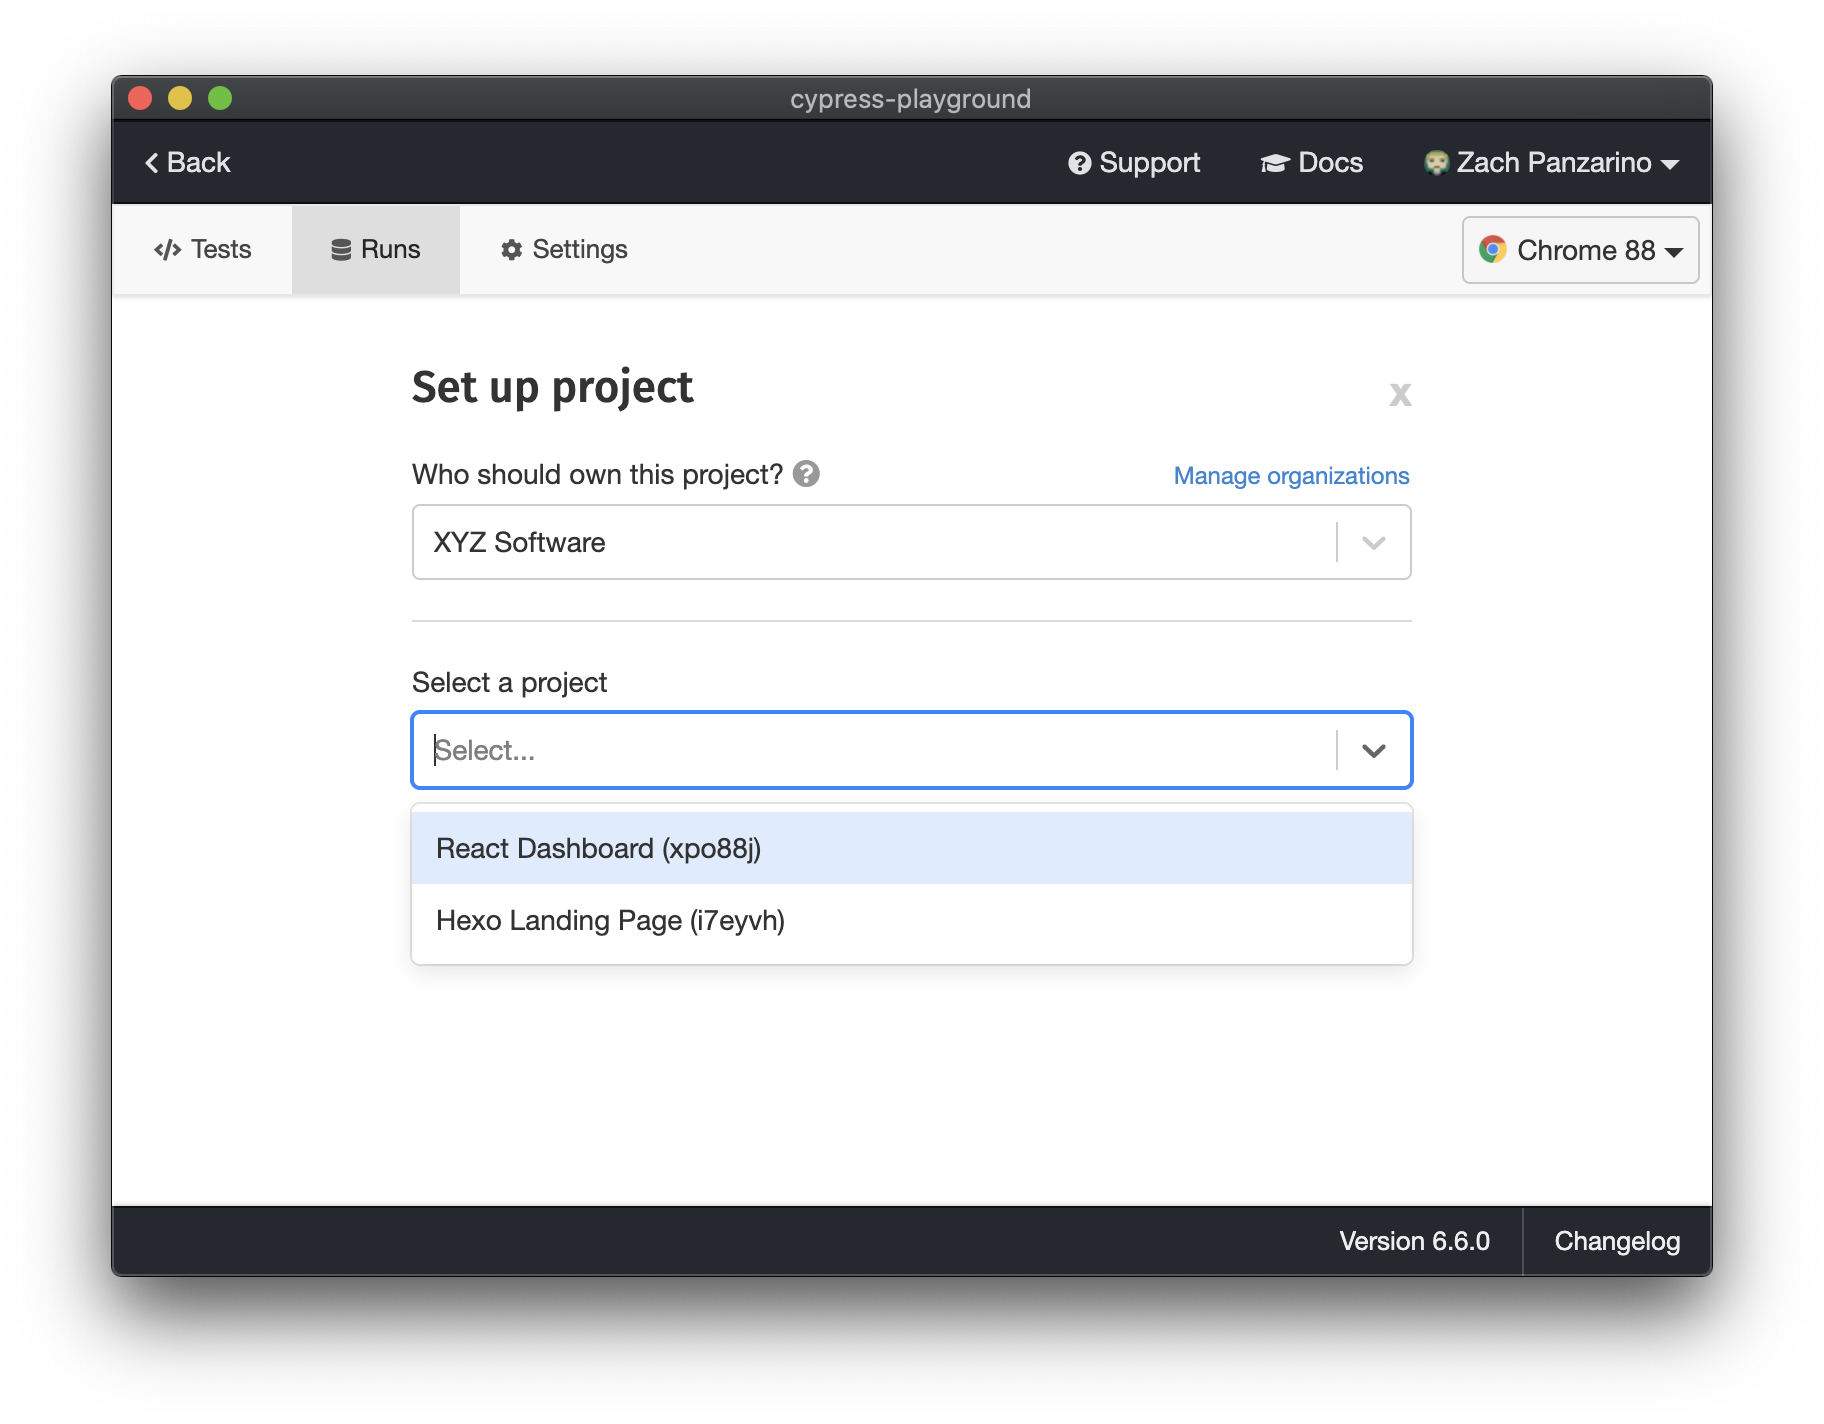 cypress-playground
Back
Support
Docs
Zach Panzarino
Tests
Runs
Settings
Chrome 88
Set up project
x
Who should own this project?
Manage organizations
XYZ Software
Select a project
Select...
React Dashboard (xpo88j)
Hexo Landing Page (i7eyvh)
Version 6.6.0
Changelog